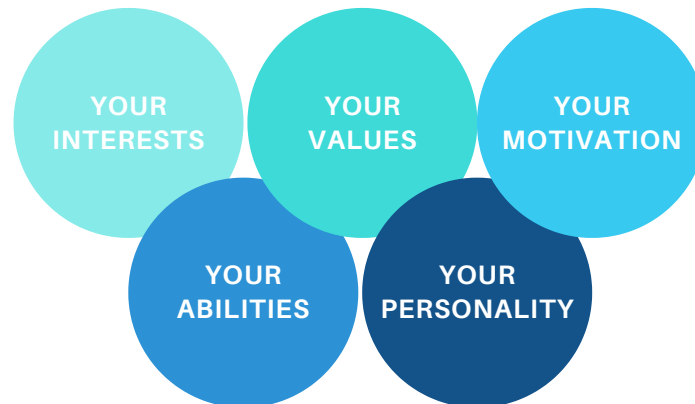 YOUR
INTERESTS
YOUR
VALUES
YOUR
MOTIVATION
YOUR
ABILITIES
YOUR
PERSONALITY